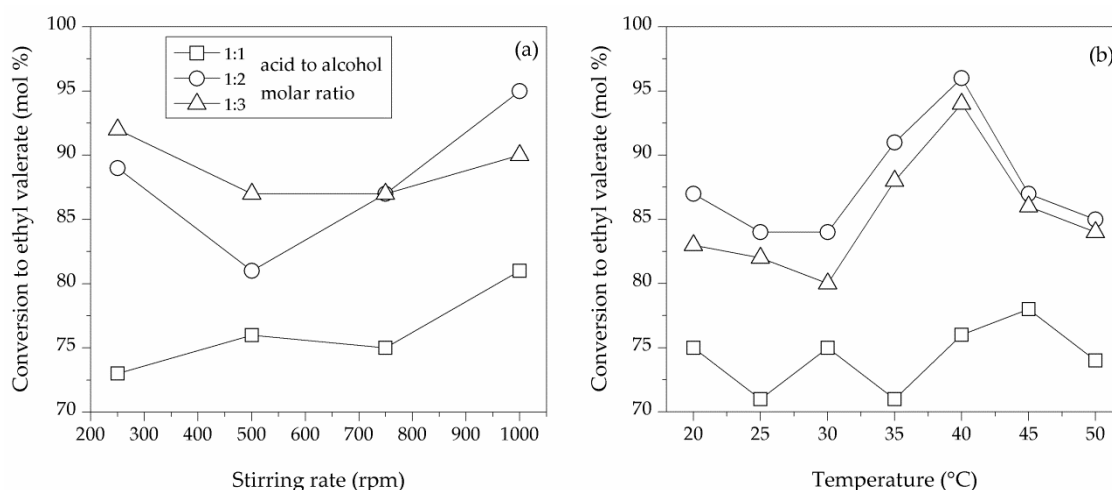 Conversion to ethyl valerate (mol %)
100
95
90
85
80
75
70
(a)
1:1
1:2
1:3
acid to alcohol
molar ratio
200 300 400 500 600 700 800 900 1000
Stirring rate (rpm)
Conversion to ethyl valerate (mol %)
100
95
90
85
80
75
70
(b)
20 25 30 35 40 45 50
Temperature (°C)